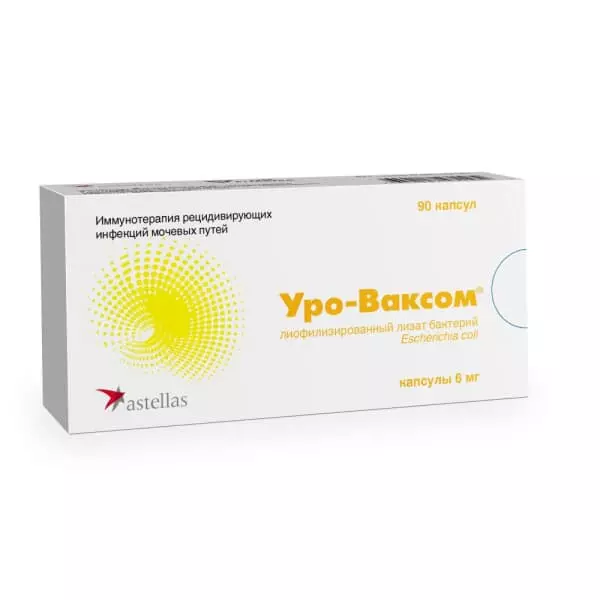 Иммунотерапия рецидивирующих
инфекций мочевых путей
90 капсул
Уро-Ваксом®
лиофилизированный лизат бактерий
Escherichia coli
капсулы 6 мг
astellas